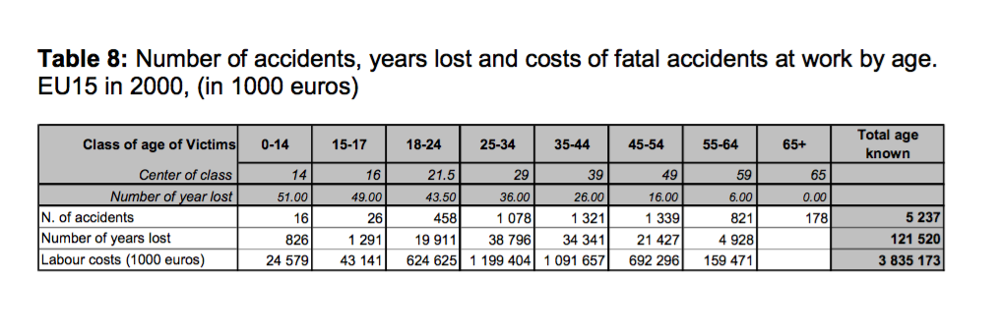 Table 8: Number of accidents, years lost and costs of fatal accidents at work by age.
EU15 in 2000, (in 1000 euros)
Class of age of Victims 0-14 15-17 18-24 25-34 35-44 45-54 55-64 65+ Total age known
Center of class 14 16 21.5 29 39 49 59 65
Number of year lost 51.00 49.00 43.50 36.00 26.00 16.00 6.00 0.00
N. of accidents 16 26 458 1 078 1 321 1 339 821 178 5 237
Number of years lost 826 1 291 19 911 38 796 34 341 21 427 4 928 121 520
Labour costs (1000 euros) 24 579 43 141 624 625 1 199 404 1 091 657 692 296 159 471 3 835 173